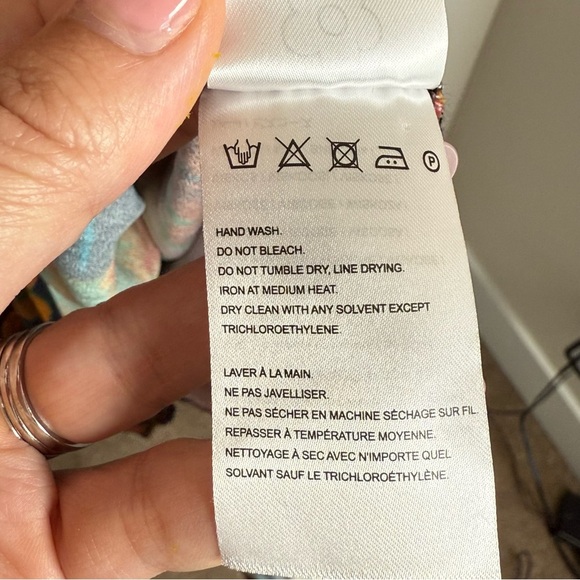 P
HAND WASH.
DO NOT BLEACH.
DO NOT TUMBLE DRY, LINE DRYING.
IRON AT MEDIUM HEAT.
DRY CLEAN WITH ANY SOLVENT EXCEPT
TRICHLOROETHYLENE.
LAVER À LA MAIN.
NE PAS JAVELLISER.
NE PAS SÉCHER EN MACHINE SÉCHAGE SUR FIL.
REPASSER À TEMPÉRATURE MOYENNE.
NETTOYAGE À SEC AVEC N'IMPORTE QUEL
SOLVANT SAUF LE TRICHLOROÉTHYLÈNE.